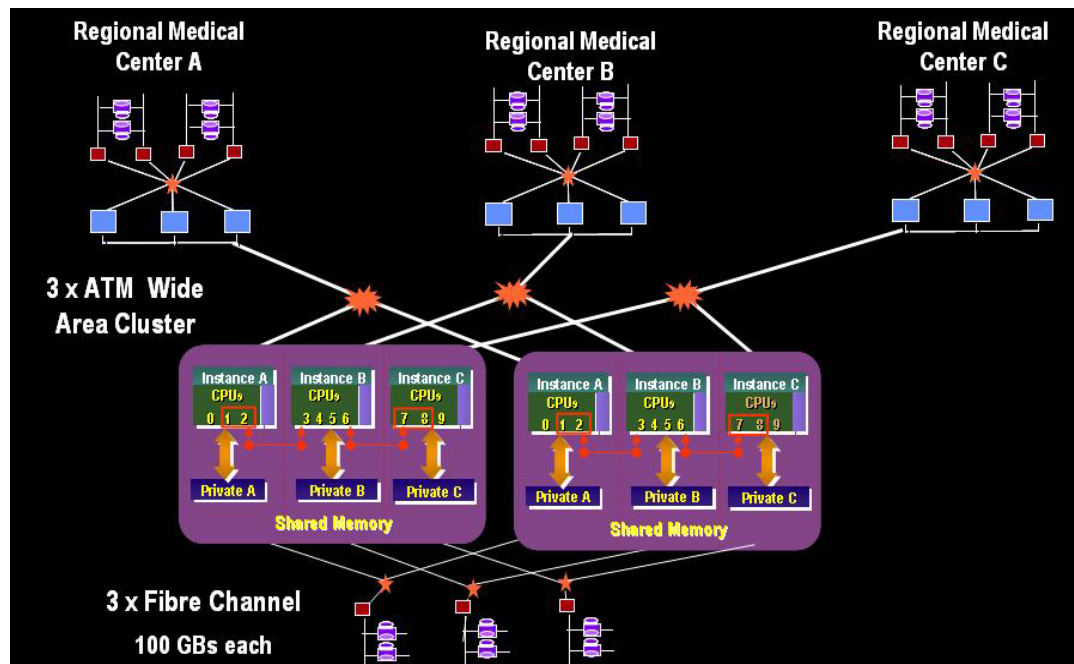 Regional Medical
Center A
Regional Medical
Center B
Regional Medical
Center C
3 x ATM Wide
Area Cluster
Instance A
CPUs
0 1 2
Instance B
CPUs
3 4 5 6
Instance C
CPUs
7 8 9
Private A
Private B
Private C
Shared Memory
Instance A
CPUs
0 1 2
Instance B
CPUs
3 4 5 6
Instance C
CPUs
7 8 9
Private A
Private B
Private C
Shared Memory
3 x Fibre Channel
100 GBs each